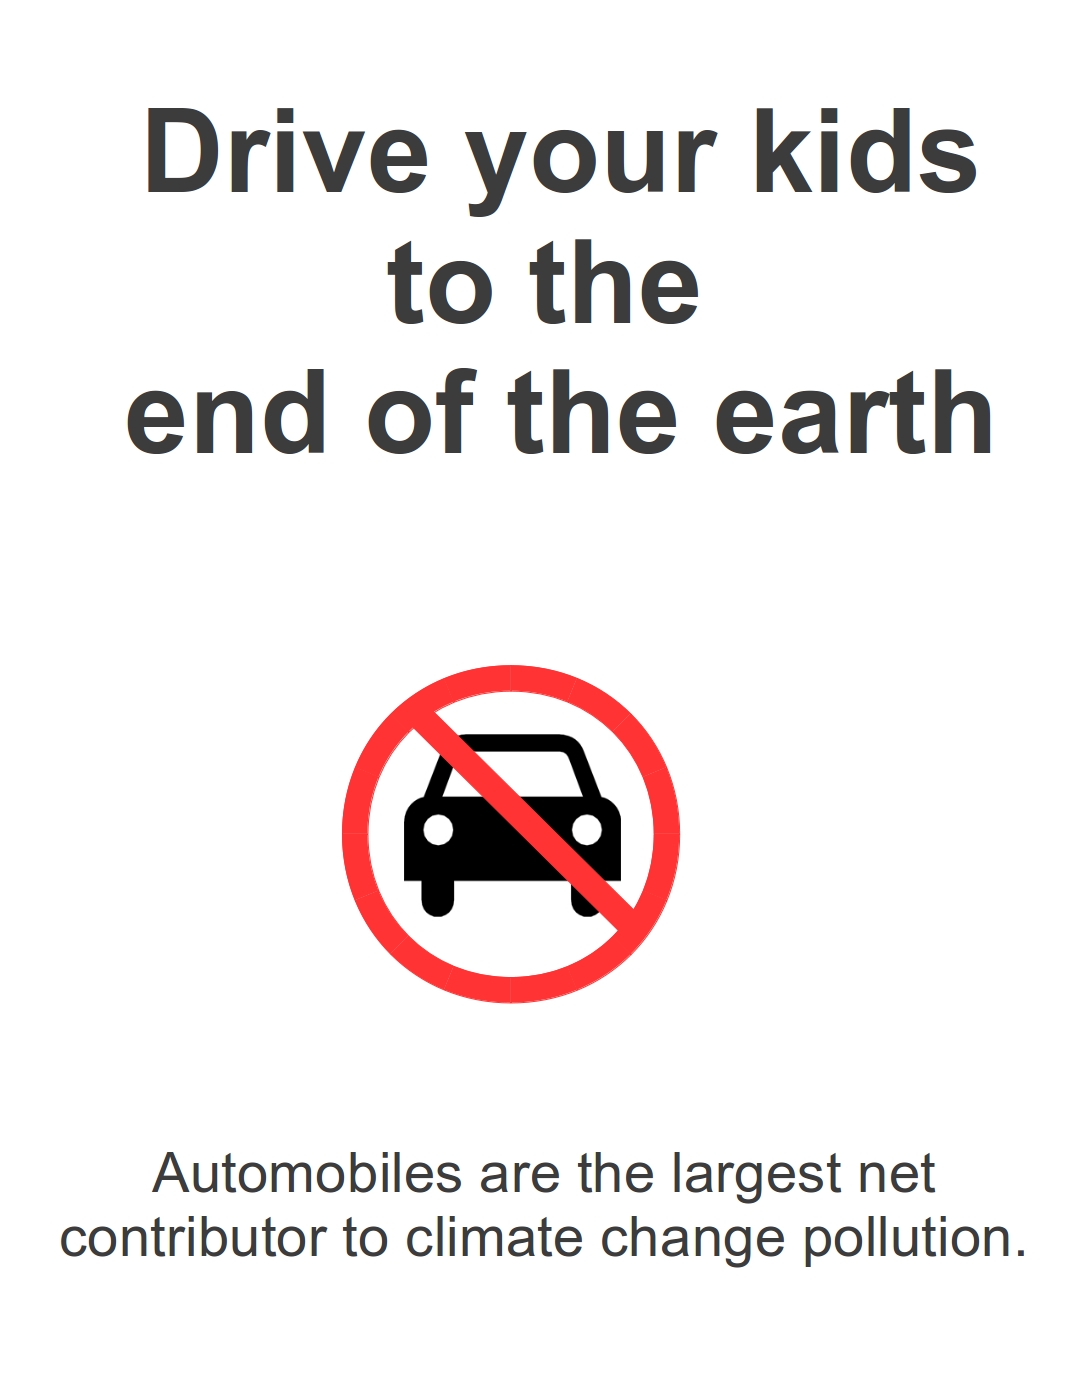 Drive your kids
to the
end of the earth
Automobiles are the largest net
contributor to climate change pollution.